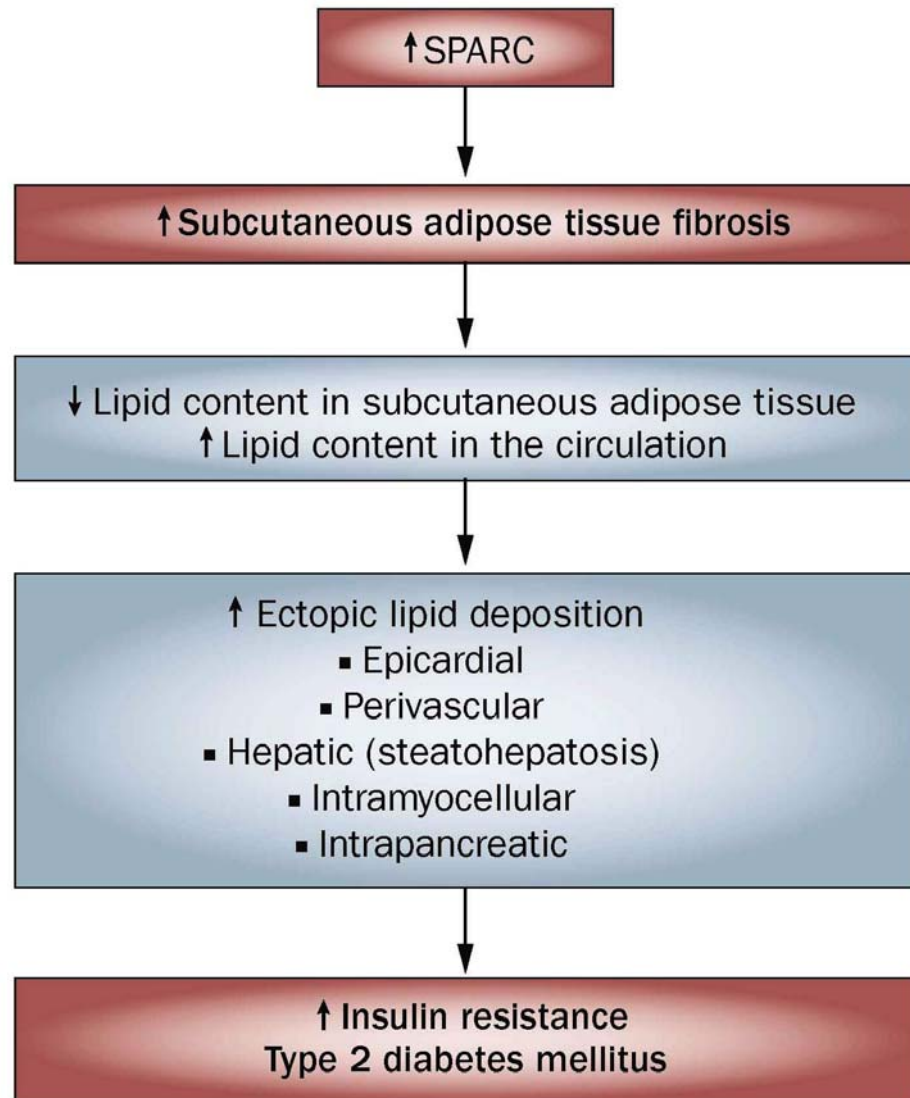 ↑SPARC
↑Subcutaneous adipose tissue fibrosis
↓ Lipid content in subcutaneous adipose tissue
↑ Lipid content in the circulation
↑ Ectopic lipid deposition
▪ Epicardial
▪ Perivascular
▪ Hepatic (steatohepatosis)
▪ Intramyocellular
▪ Intrapancreatic
↑ Insulin resistance
Type 2 diabetes mellitus